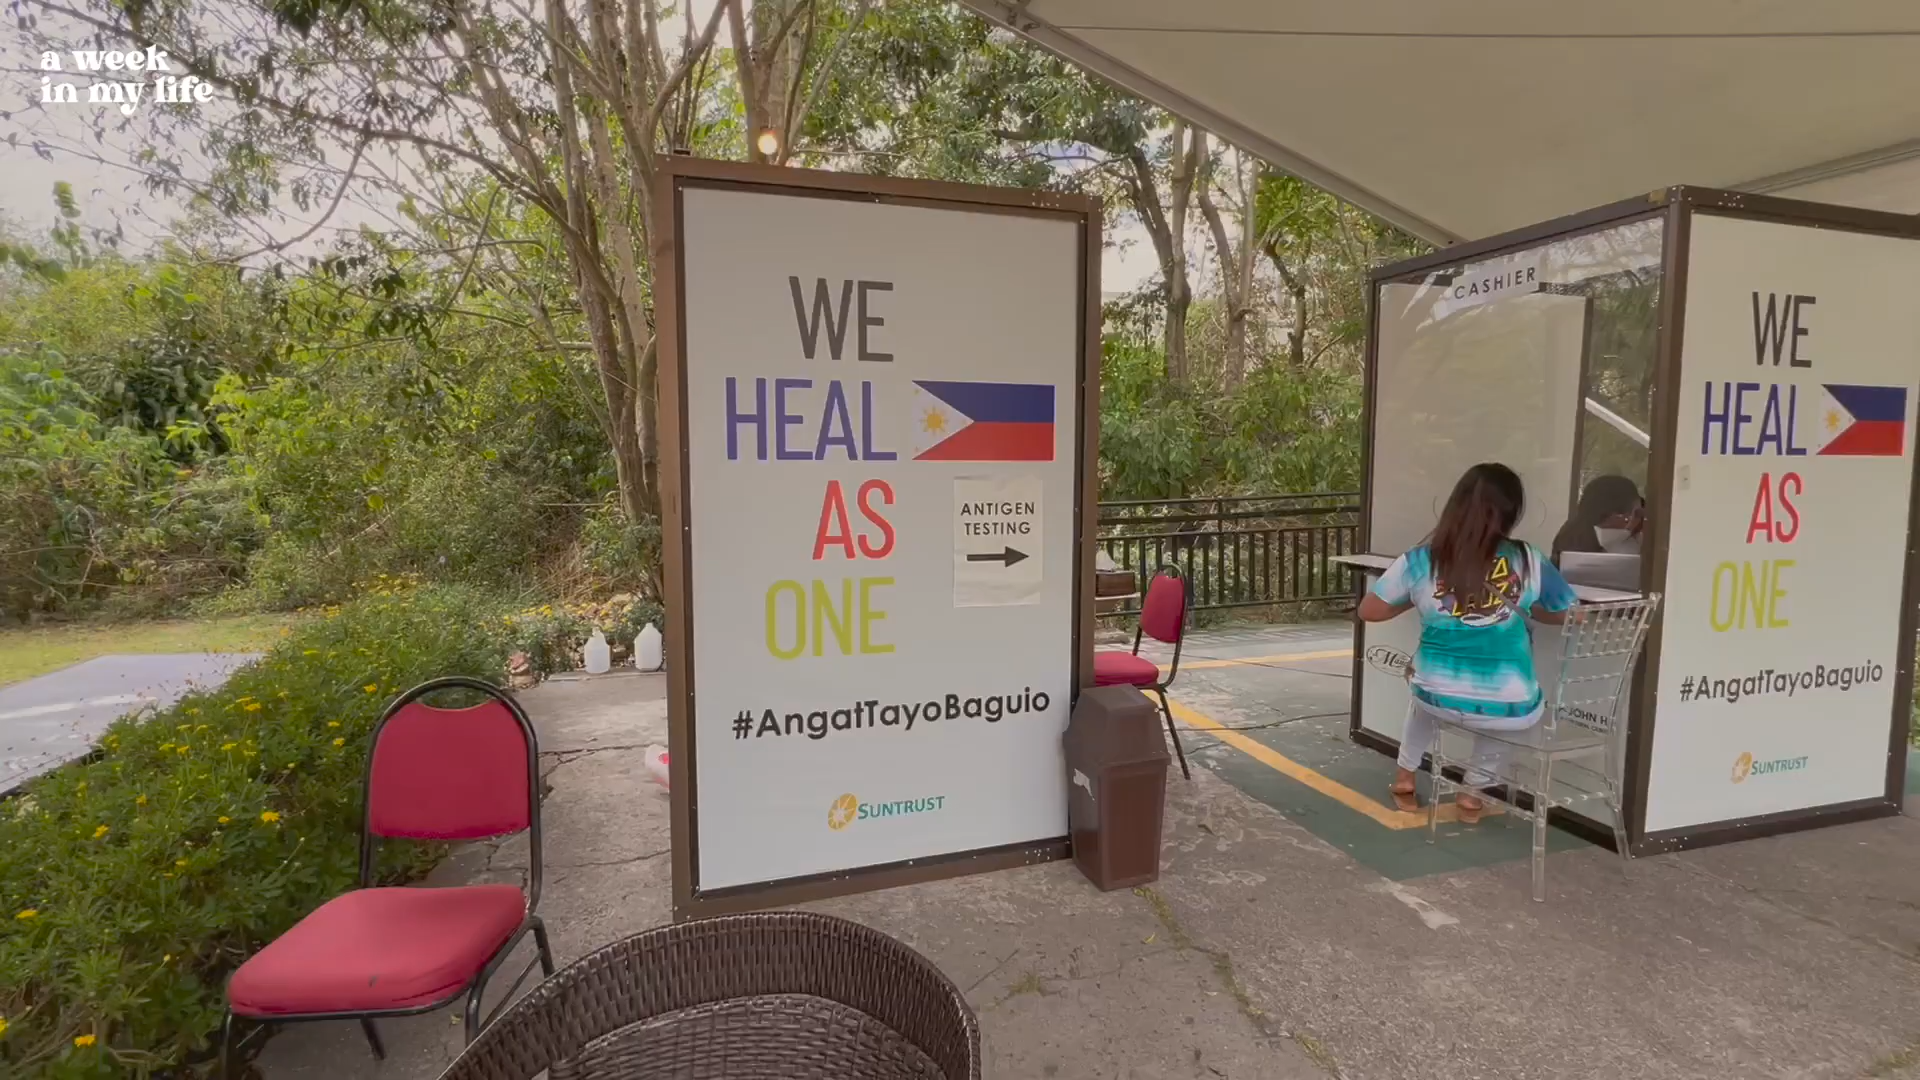 a week
in my life
WE
HEAL
AS
ONE
ANTIGEN
TESTING
#AngatTayoBaguio
SUNTRUST
CASHIER
WE
HEAL
AS
ONE
#AngatTayoBaguio
SUNTRUST
JOHN H